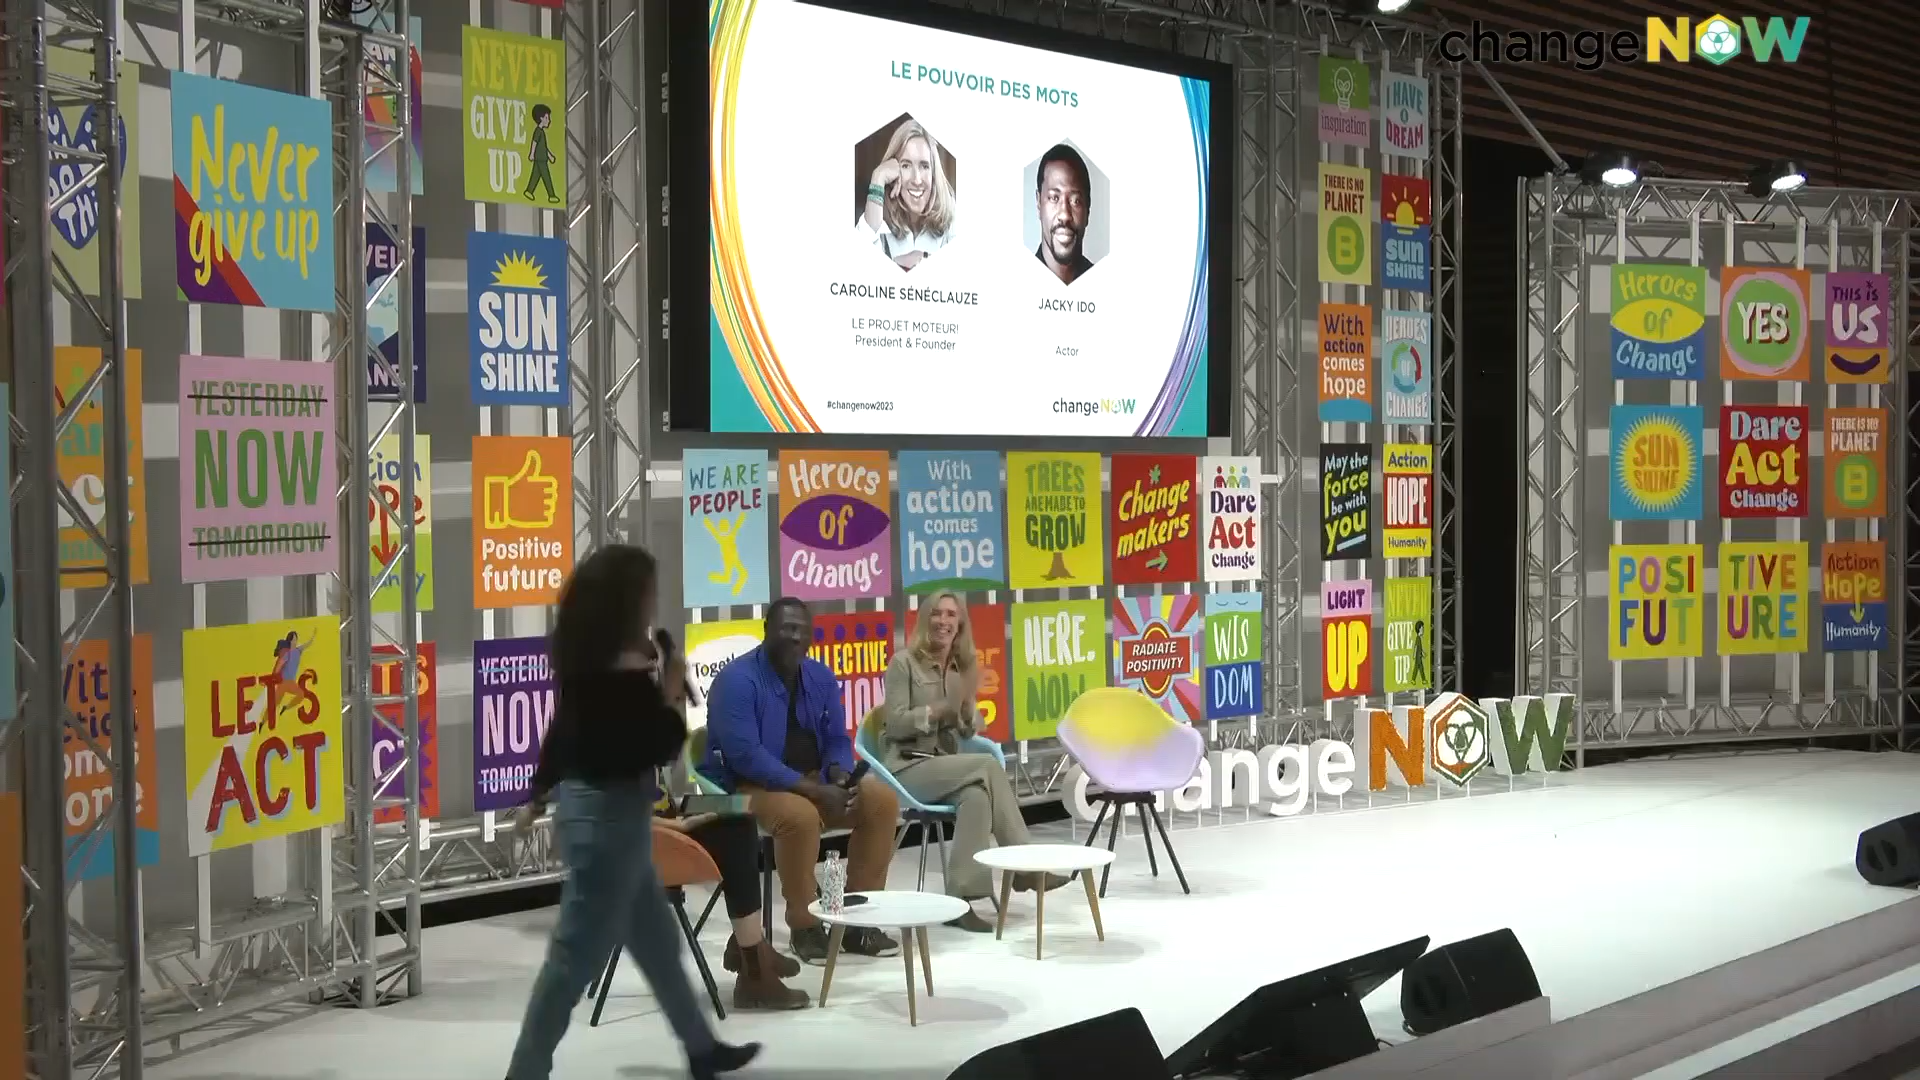 changeNOW
LE POUVOIR DES MOTS
CAROLINE SÉNÉCLAUZE
LE PROJET MOTEUR!
President & Founder
JACKY IDO
Actor
#changenow2023
changeNOW
Never
give up
NEVER
GIVE
UP
SUN
SHINE
YESTERDAY
NOW
TOMORROW
Positive
future
LET'S
ACT
YESTERD
NOW
TOMOR
WE ARE
PEOPLE
Heroes
of
Change
With
action
comes
hope
TREES
ARE MADE TO
GROW
change
makers
Dare
Act
Change
HERE.
NOW
RADIATE
POSITIVITY
WIS
DOM
inspiration
I HAVE
A
DREAM
THERE IS NO
PLANET
B
SUN
SHINE
With
action
comes
hope
HEROES
OF
CHANGE
May the
force
be with
you
Action
HOPE
Humanity
LIGHT
UP
NEVER
GIVE
UP
Heroes
of
Change
YES
THIS IS
US
SUN
SHINE
Dare
Act
Change
THERE IS NO
PLANET
B
POSI
FUT
TIVE
URE
Action
Hope
Humanity
changeNOW